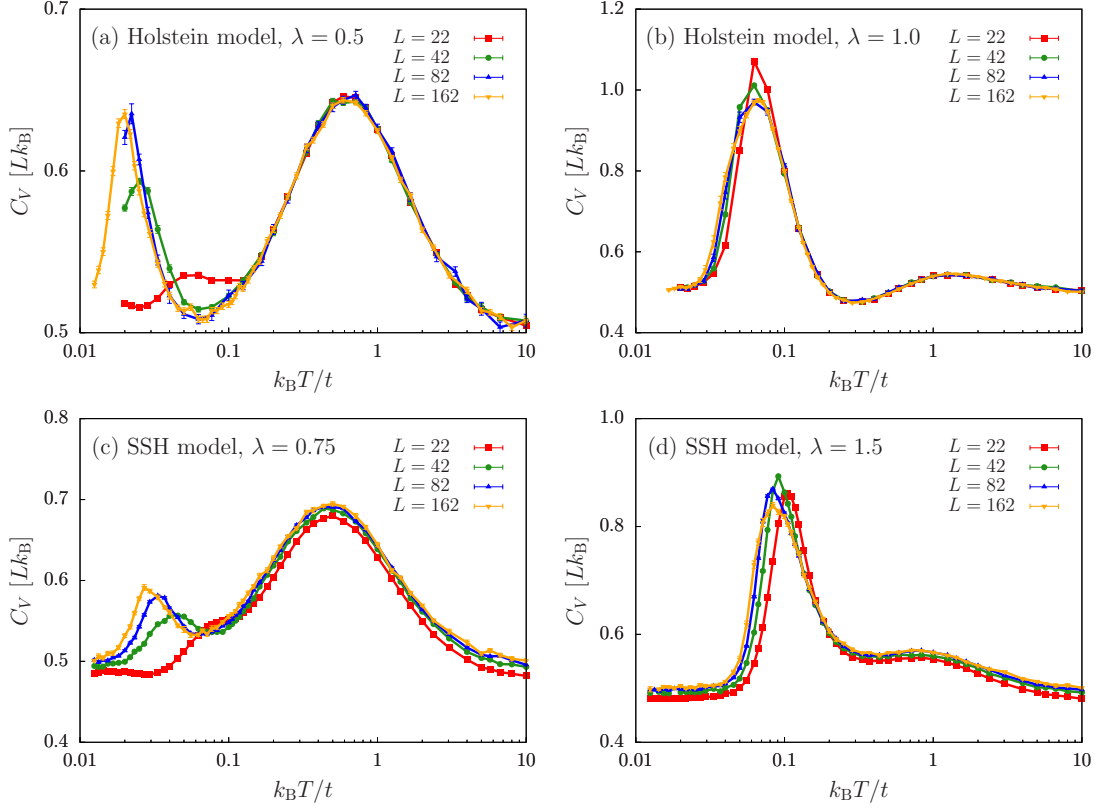 (a) Holstein model, λ = 0.5
L = 22
L = 42
L = 82
L = 162
0.7
0.6
0.5
C_V [Lk_B]
0.01
0.1
1
10
k_BT/t
(b) Holstein model, λ = 1.0
L = 22
L = 42
L = 82
L = 162
1.2
1.0
0.8
0.6
0.4
C_V [Lk_B]
0.01
0.1
1
10
k_BT/t
(c) SSH model, λ = 0.75
L = 22
L = 42
L = 82
L = 162
0.8
0.7
0.6
0.5
0.4
C_V [Lk_B]
0.01
0.1
1
10
k_BT/t
(d) SSH model, λ = 1.5
L = 22
L = 42
L = 82
L = 162
1.0
0.8
0.6
0.4
C_V [Lk_B]
0.01
0.1
1
10
k_BT/t